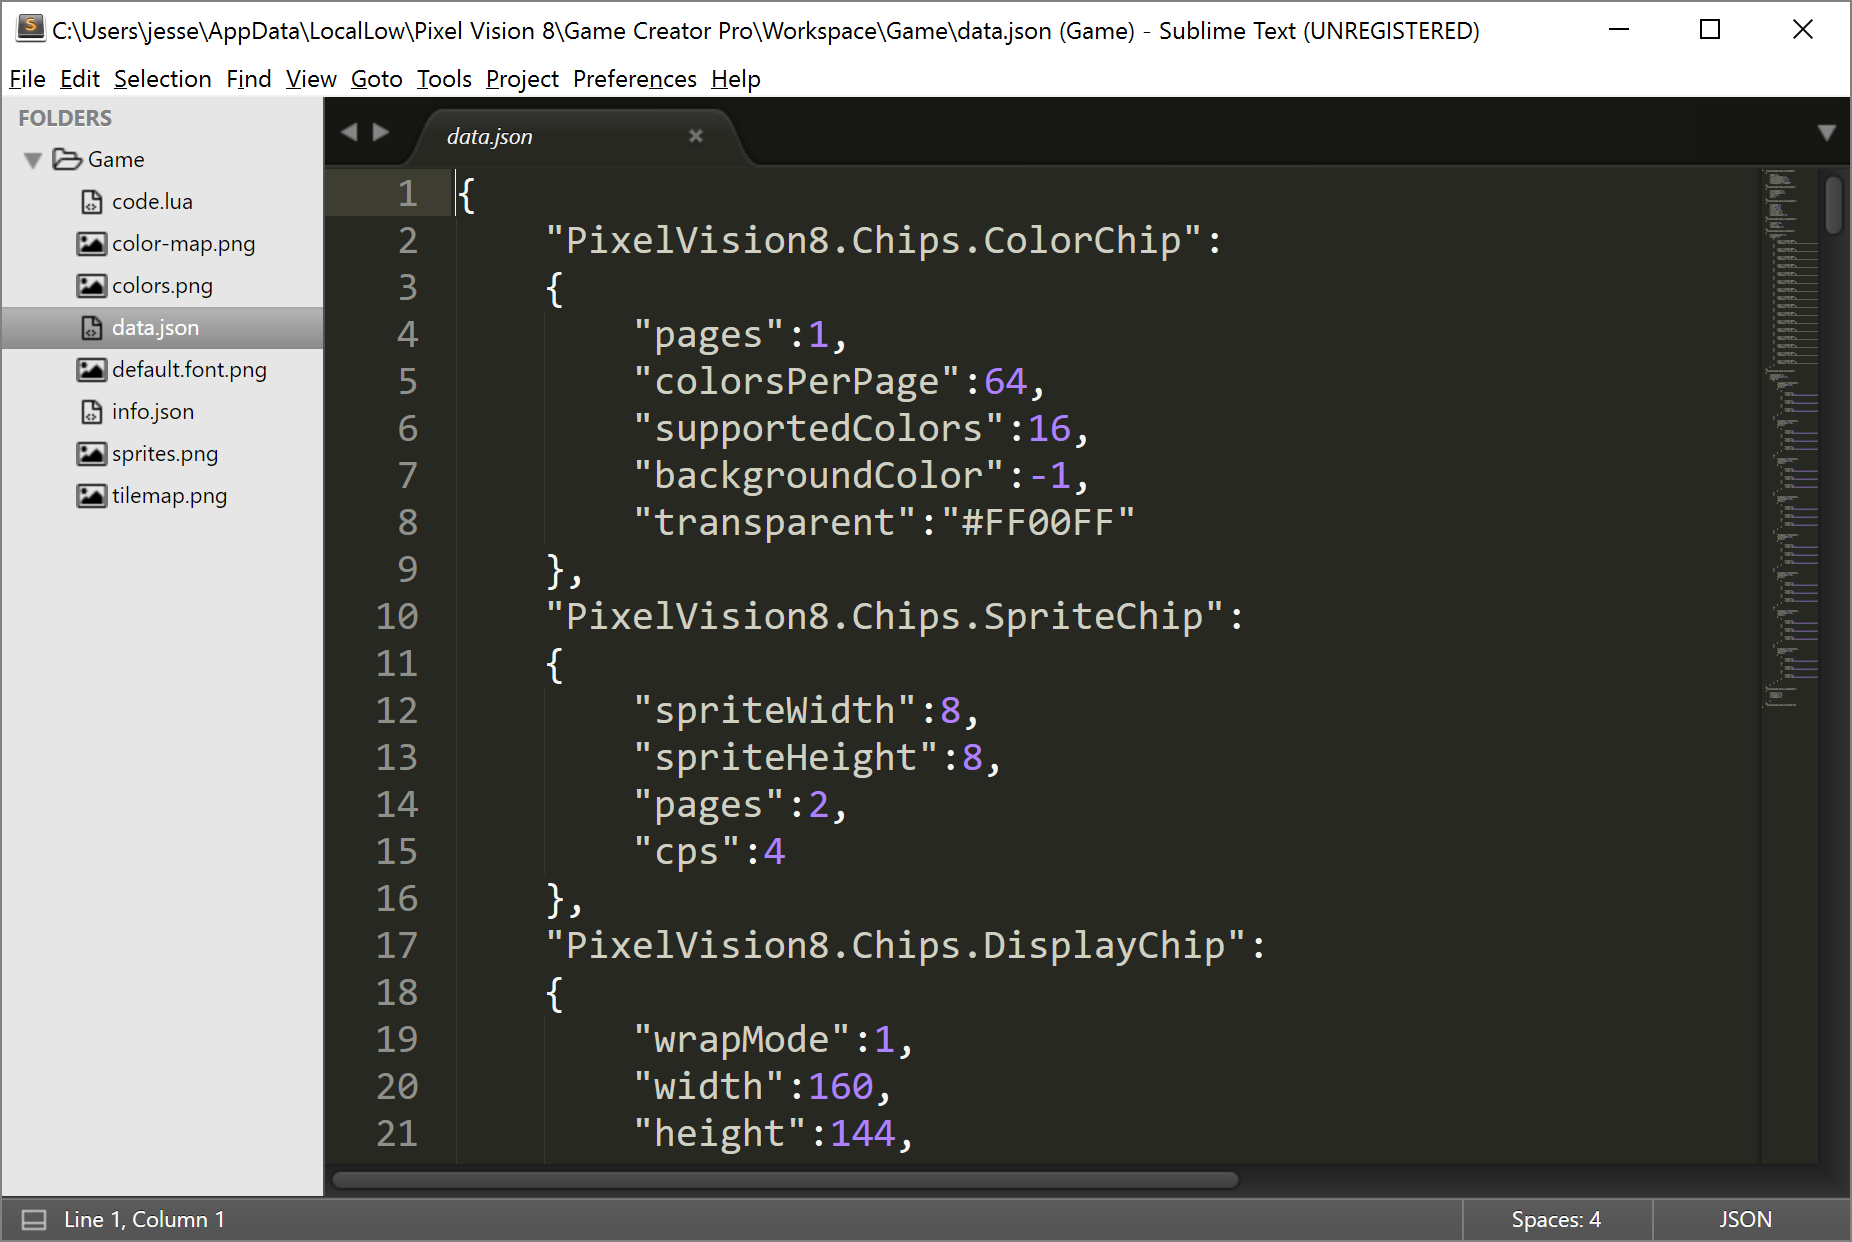 C:\Users\jesse\AppData\LocalLow\Pixel Vision 8\Game Creator Pro\Workspace\Game\data.json (Game) - Sublime Text (UNREGISTERED)
File Edit Selection Find View Goto Tools Project Preferences Help
FOLDERS
Game
code.lua
color-map.png
colors.png
data.json
default.font.png
info.json
sprites.png
tilemap.png
data.json
1 {
2 "PixelVision8.Chips.ColorChip":
3 {
4 "pages":1,
5 "colorsPerPage":64,
6 "supportedColors":16,
7 "backgroundColor":-1,
8 "transparent":"#FF00FF"
9 },
10 "PixelVision8.Chips.SpriteChip":
11 {
12 "spriteWidth":8,
13 "spriteHeight":8,
14 "pages":2,
15 "cps":4
16 },
17 "PixelVision8.Chips.DisplayChip":
18 {
19 "wrapMode":1,
20 "width":160,
21 "height":144,
Line 1, Column 1
Spaces: 4
JSON